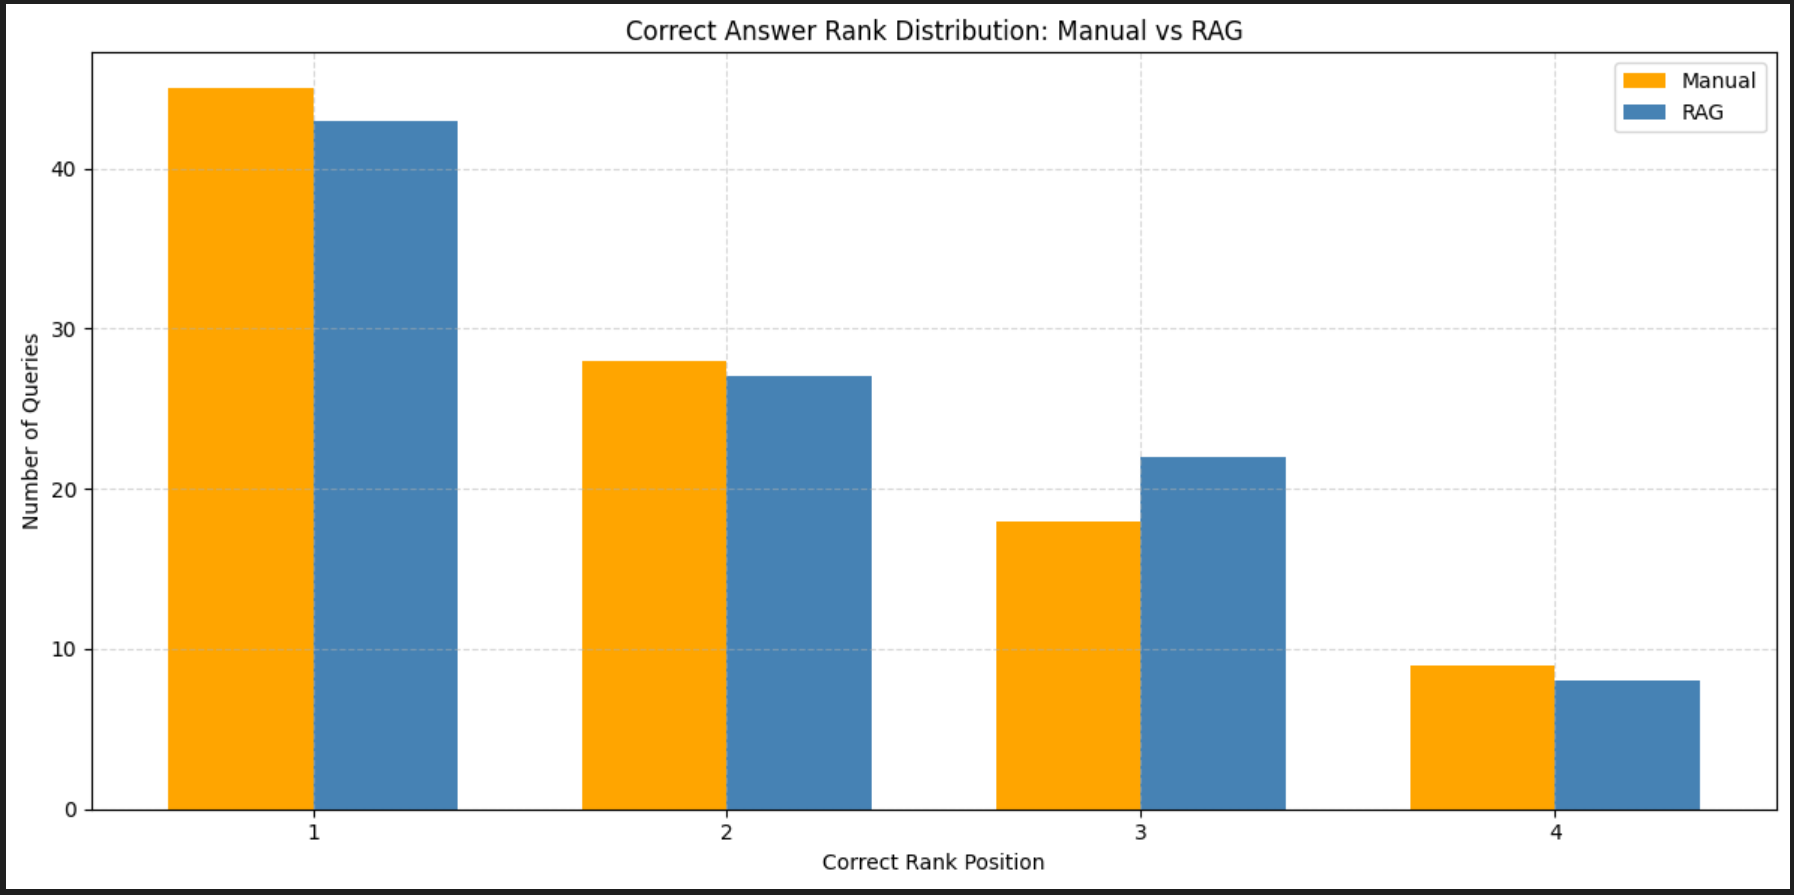 Correct Answer Rank Distribution: Manual vs RAG
Manual
RAG
Number of Queries
40
30
20
10
0
1 2 3 4
Correct Rank Position